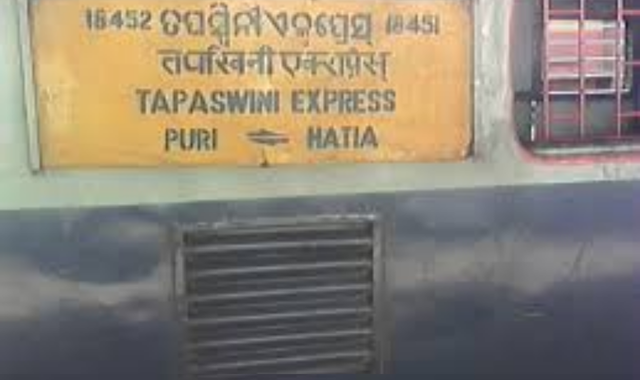 18452 ତପସ୍ୱିନୀ ଏକ୍ସପ୍ରେସ୍ 18451
तपस्विनी एक्सप्रेस्
TAPASWINI EXPRESS
PURI HATIA